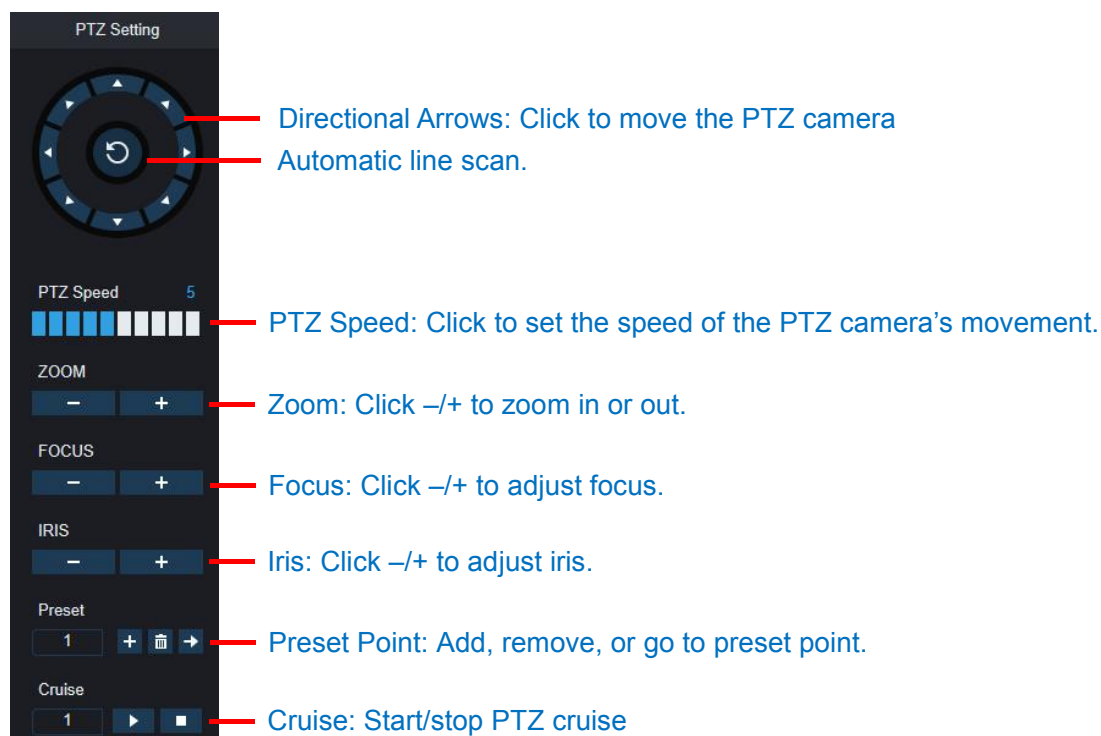 PTZ Setting
Directional Arrows: Click to move the PTZ camera
Automatic line scan.
PTZ Speed 5
PTZ Speed: Click to set the speed of the PTZ camera’s movement.
ZOOM
– +
Zoom: Click –/+ to zoom in or out.
FOCUS
– +
Focus: Click –/+ to adjust focus.
IRIS
– +
Iris: Click –/+ to adjust iris.
Preset
1 +
Preset Point: Add, remove, or go to preset point.
Cruise
1
Cruise: Start/stop PTZ cruise